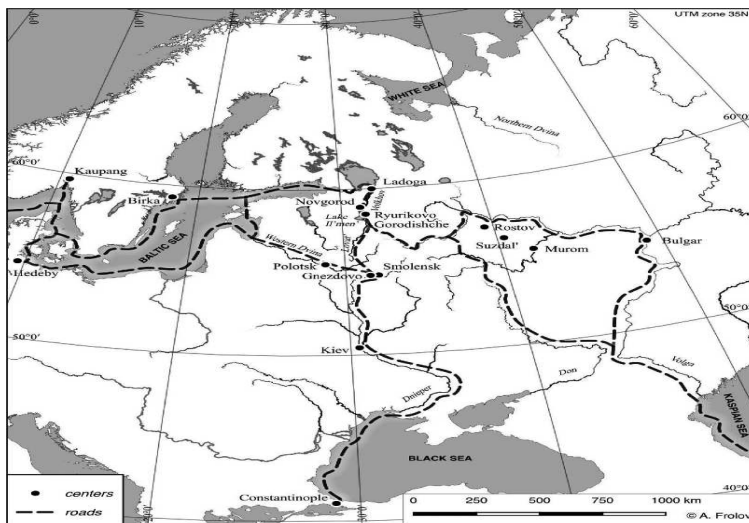 UTM zone 35N
WHITE SEA
Northern Dvina
60°0'
60°0'
Kaupang
Birka
Ladoga
Novgorod
Lake
Il'men'
Ryurikovo
Gorodishche
Rostov
Suzdal'
Murom
Bulgar
BALTIC SEA
Hedeby
Dvina
Polotsk
Gnezdovo
Smolensk
50°0'
50°0'
Kiev
Dnieper
Don
Volga
KASPIAN SEA
BLACK SEA
Constantinople
40°0'
centers
roads
0 250 500 750 1000 km
© A. Frolov